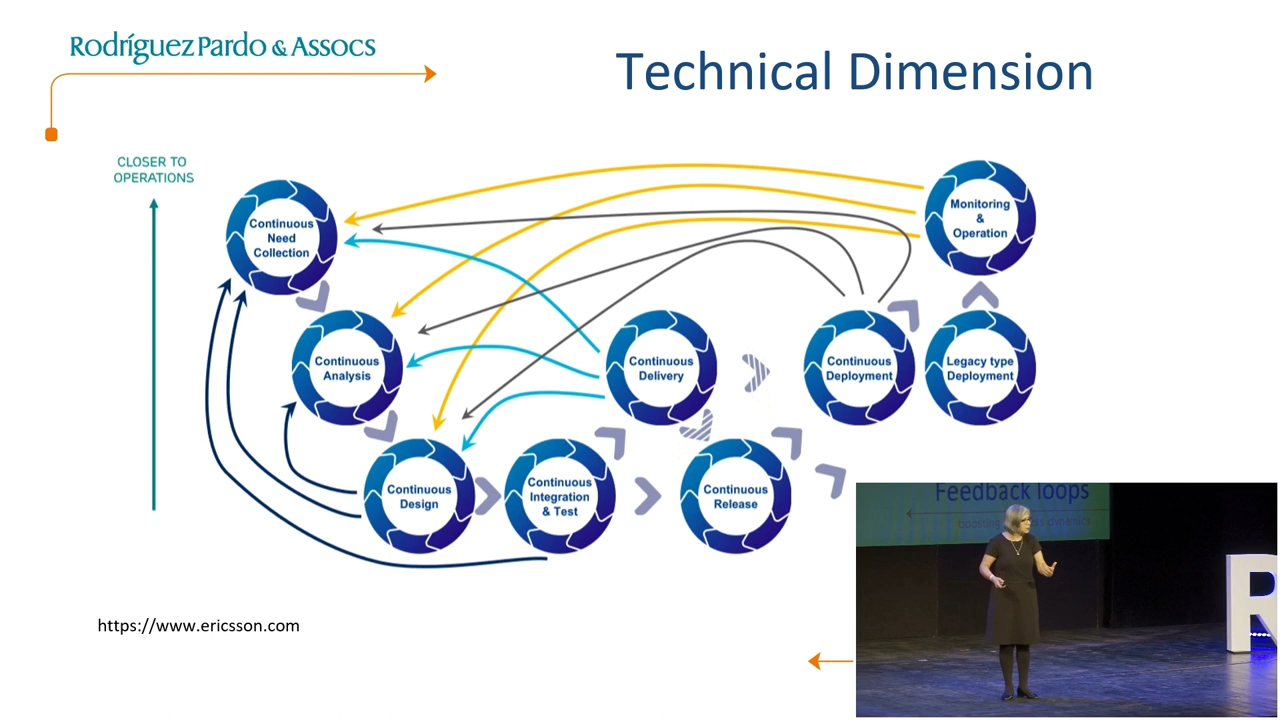 Rodríguez Pardo & Assocs
Technical Dimension
CLOSER TO
OPERATIONS
Continuous
Need
Collection
Monitoring
&
Operation
Continuous
Analysis
Continuous
Delivery
Continuous
Deployment
Legacy type
Deployment
Continuous
Design
Continuous
Integration
& Test
Continuous
Release
https://www.ericsson.com
Feedback loops
dynamics
R